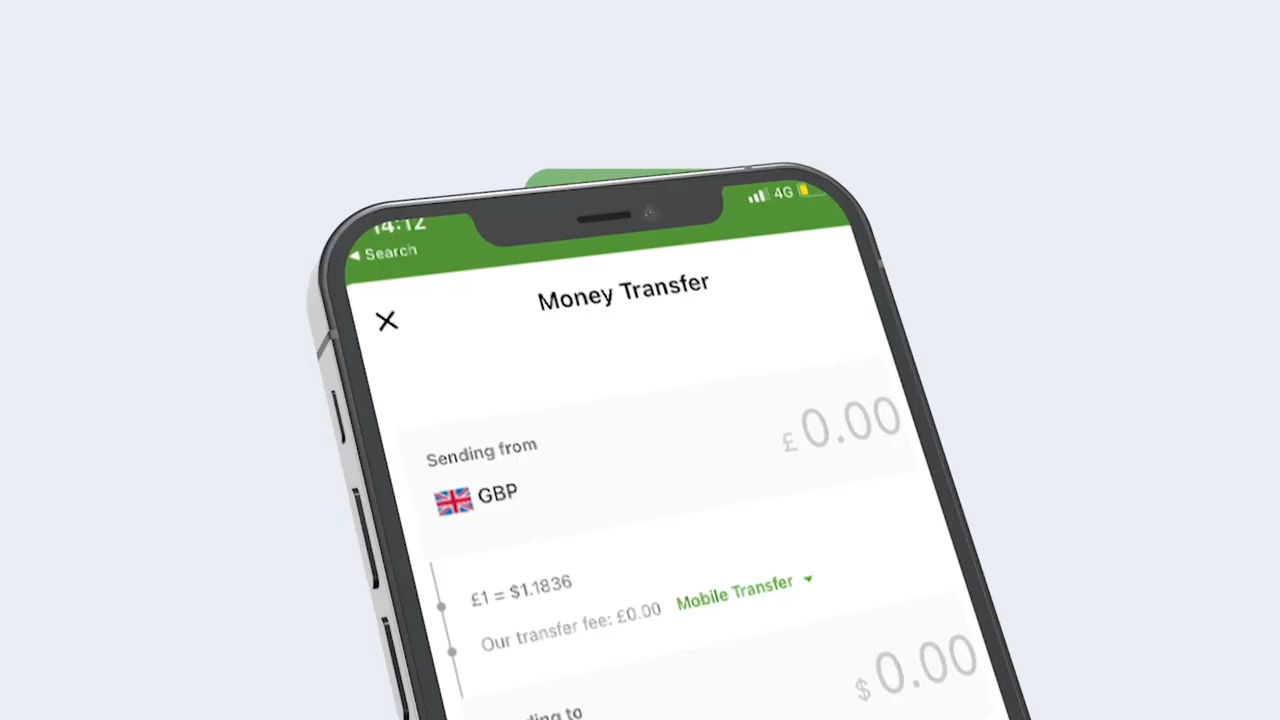 14:12
4G
◀ Search
Money Transfer
Sending from
£0.00
GBP
£1 = $1.1836
Our transfer fee: £0.00 Mobile Transfer
$0.00
to